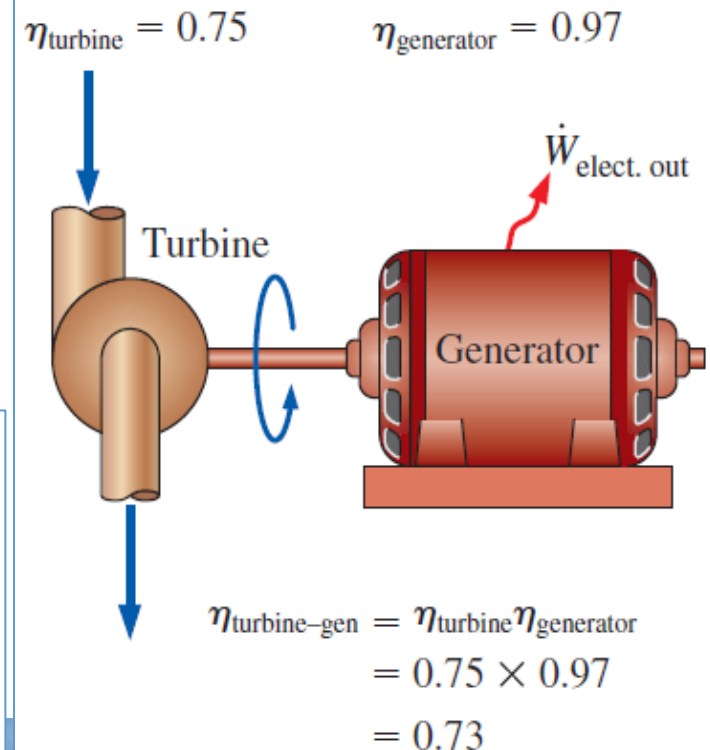 ηturbine = 0.75 ηgenerator = 0.97
Ẇelect. out
Turbine
Generator
ηturbine–gen = ηturbineηgenerator
= 0.75 × 0.97
= 0.73